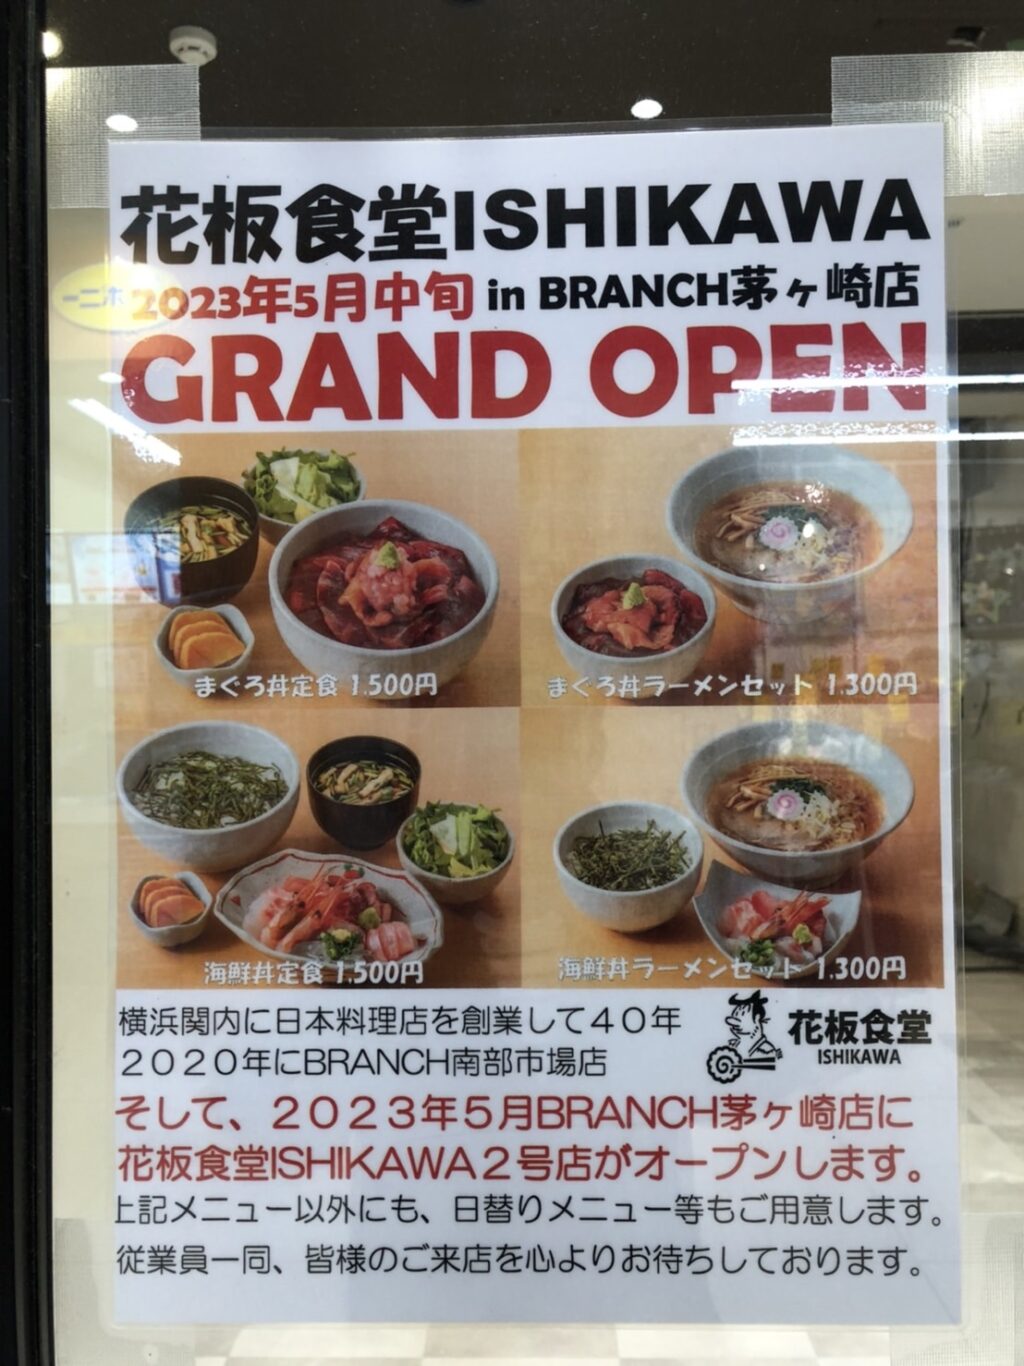 花板食堂ISHIKAWA
2023年5月中旬 in BRANCH茅ヶ崎店
GRAND OPEN
まぐろ丼定食 1.500円
まぐろ丼ラーメンセット 1.300円
海鮮丼定食 1.500円
海鮮丼ラーメンセット 1.300円
横浜関内に日本料理店を創業して４０年
２０２０年にBRANCH南部市場店
花板食堂
ISHIKAWA
そして、２０２３年５月BRANCH茅ヶ崎店に
花板食堂ISHIKAWA２号店がオープンします。
上記メニュー以外にも、日替りメニュー等もご用意します。
従業員一同、皆様のご来店を心よりお待ちしております。